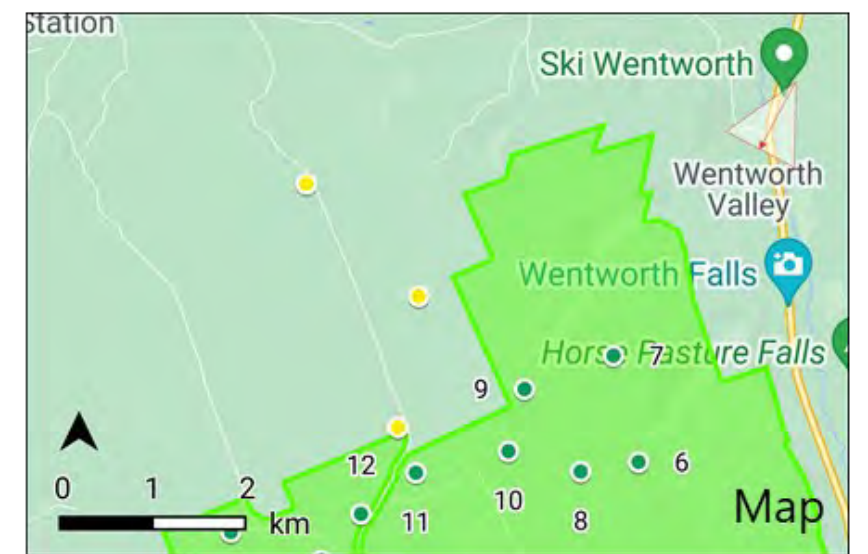 Station
Ski Wentworth
Wentworth
Valley
Wentworth Falls
Horse Pasture Falls
7
9
12
6
0 1 2
km
10
11
8
Map